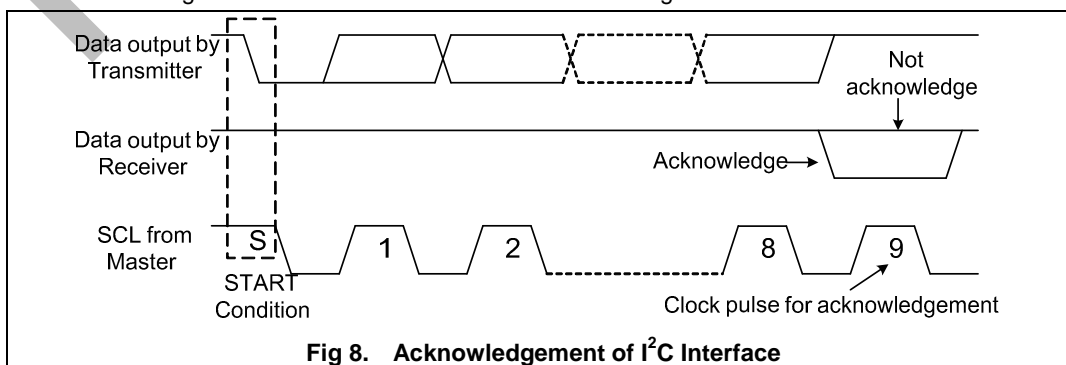 Data output by
Transmitter
Not
acknowledge
Data output by
Receiver
Acknowledge
SCL from
Master
S
1
2
8
9
START
Condition
Clock pulse for acknowledgement
Fig 8. Acknowledgement of I²C Interface